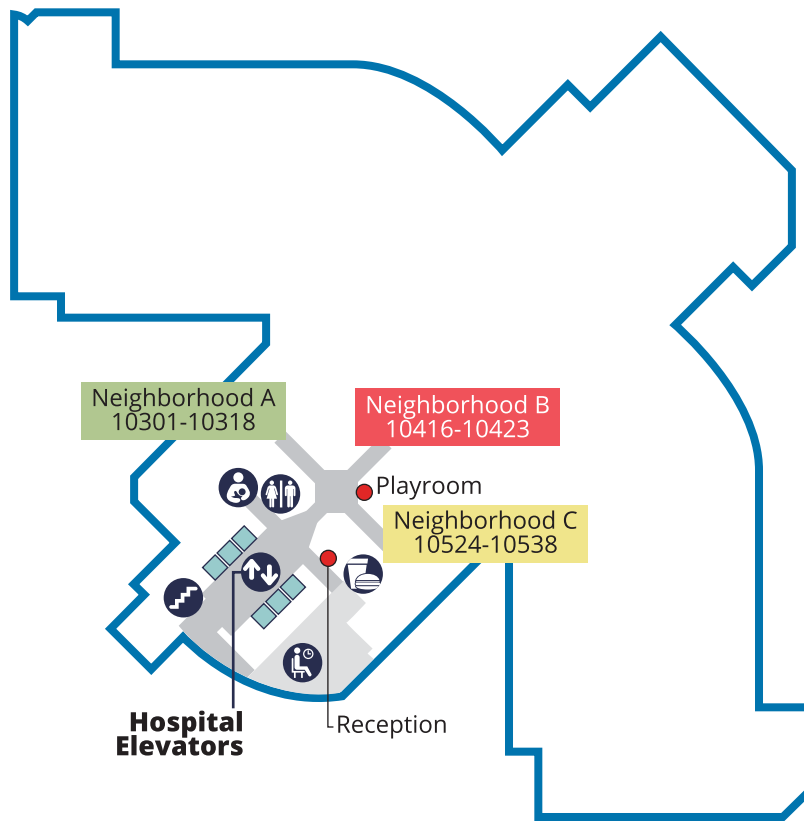 Neighborhood A
10301-10318
Neighborhood B
10416-10423
Playroom
Neighborhood C
10524-10538
Hospital
Elevators
Reception